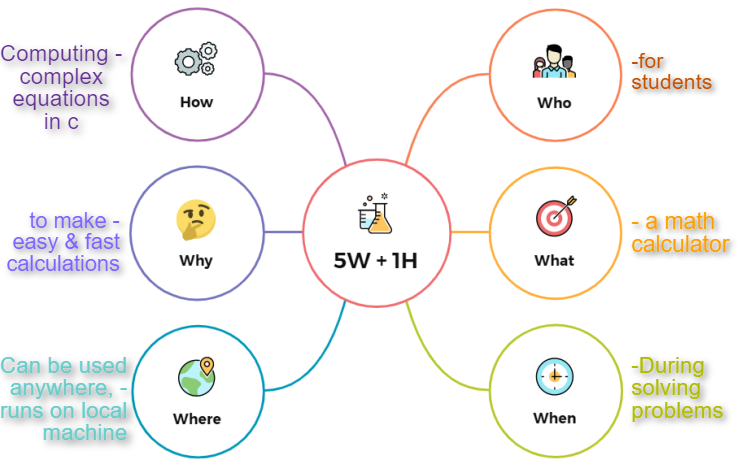 Computing -
complex
equations
in c
How
Who
-for
students
to make -
easy & fast
calculations
Why
5W + 1H
What
- a math
calculator
Can be used
anywhere, -
runs on local
machine
Where
When
-During
solving
problems